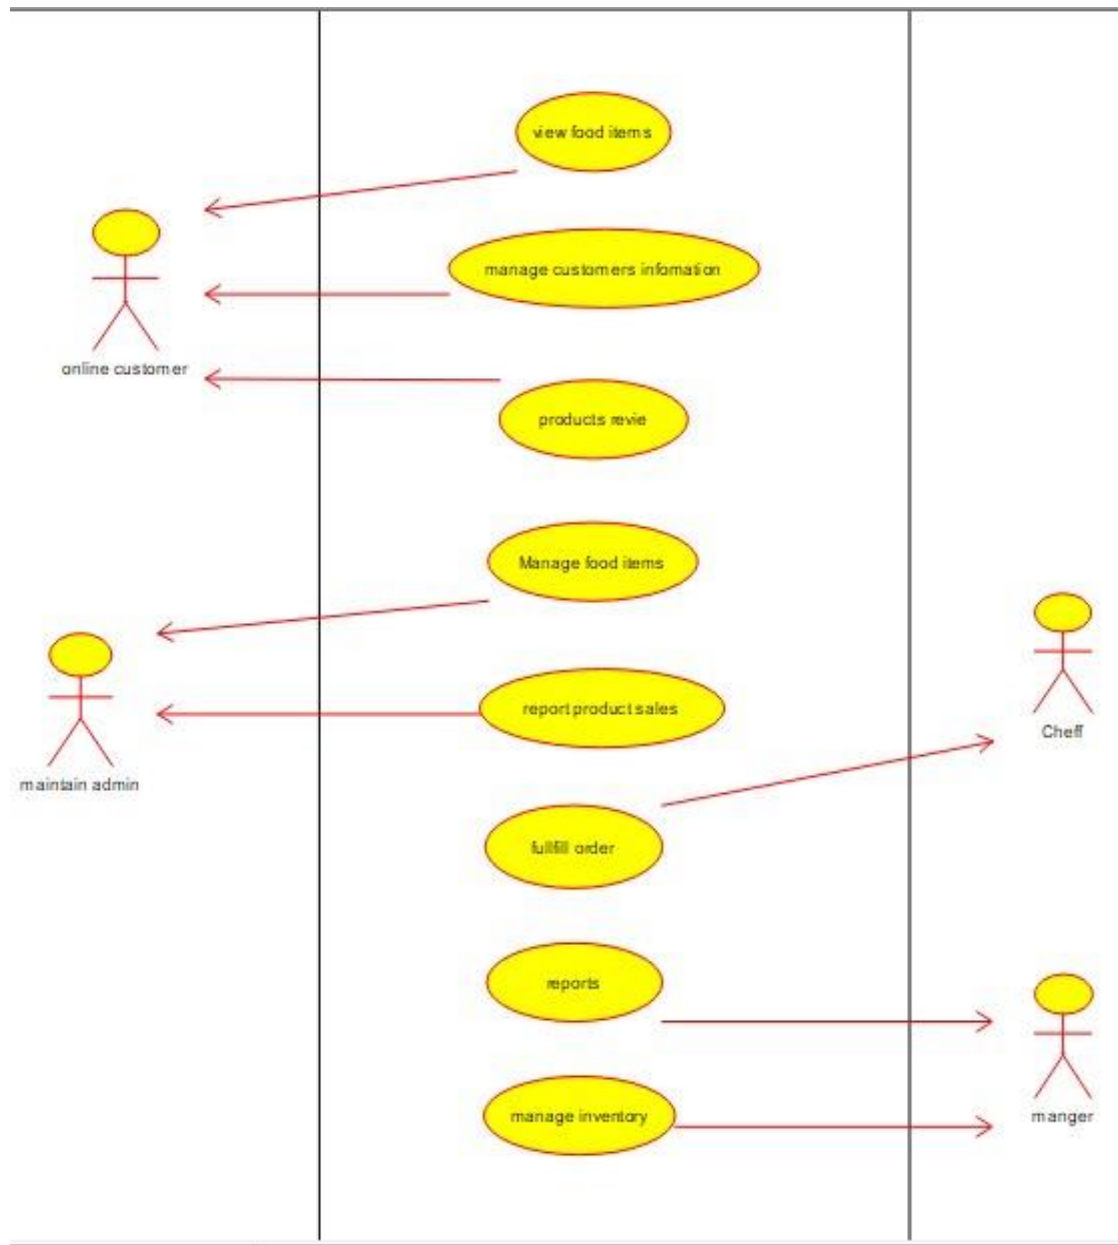 view food items
manage customers infomation
online customer
products revie
Manage food items
report product sales
Cheff
maintain admin
fullfill order
reports
manage inventory
manger